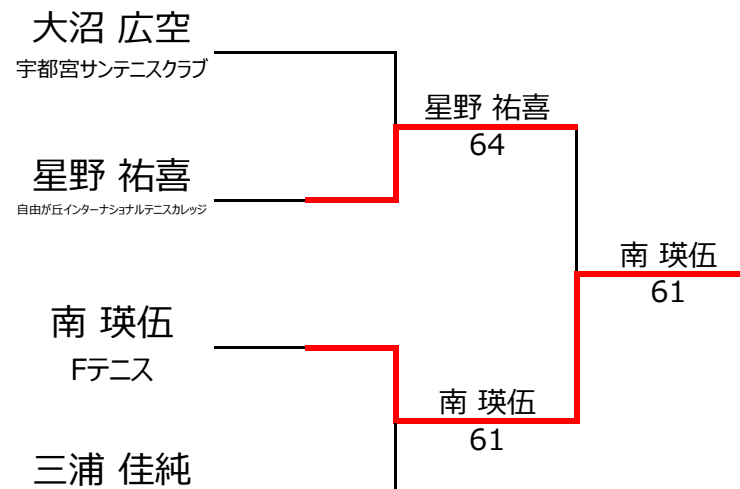 大沼 広空
宇都宮サンテニスクラブ
星野 祐喜
64
星野 祐喜
自由が丘インターナショナルテニスカレッジ
南 瑛伍
61
南 瑛伍
Fテニス
南 瑛伍
61
三浦 佳純